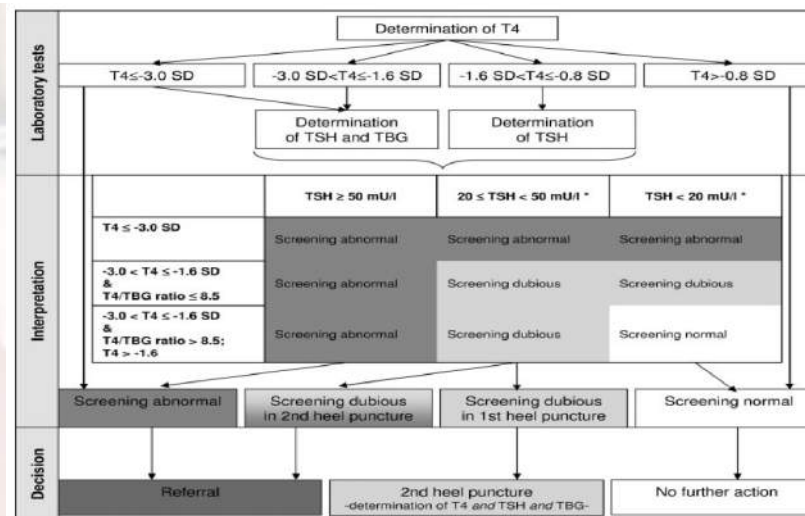 Laboratory tests
Determination of T4
T4≤-3.0 SD
-3.0 SD<T4≤-1.6 SD
-1.6 SD<T4≤-0.8 SD
T4>-0.8 SD
Determination
of TSH and TBG
Determination
of TSH
Interpretation
TSH ≥ 50 mU/l
20 ≤ TSH < 50 mU/l *
TSH < 20 mU/l *
T4 ≤ -3.0 SD
Screening abnormal
Screening abnormal
Screening abnormal
-3.0 < T4 ≤ -1.6 SD
&
T4/TBG ratio ≤ 8.5
Screening abnormal
Screening dubious
Screening dubious
-3.0 < T4 ≤ -1.6 SD
&
T4/TBG ratio > 8.5;
T4 > -1.6
Screening abnormal
Screening dubious
Screening normal
Screening abnormal
Screening dubious
in 2nd heel puncture
Screening dubious
in 1st heel puncture
Screening normal
Decision
Referral
2nd heel puncture
-determination of T4 and TSH and TBG-
No further action